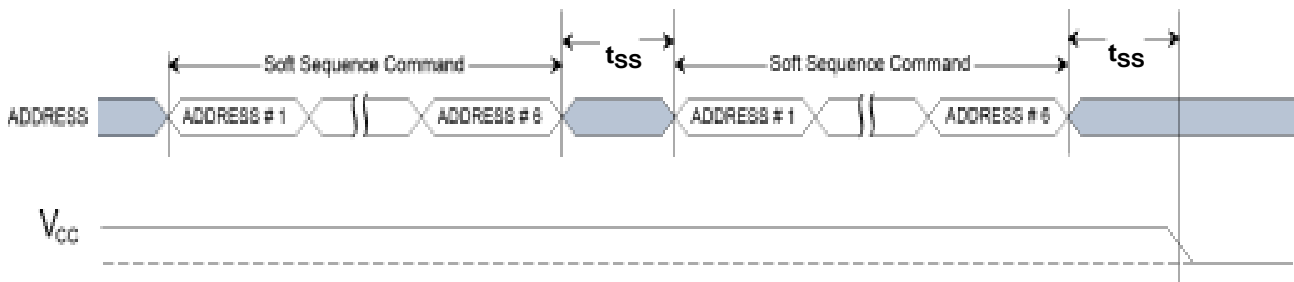 Soft Sequence Command
tSS
Soft Sequence Command
tSS
ADDRESS
ADDRESS # 1
ADDRESS # 6
ADDRESS # 1
ADDRESS # 6
VCC